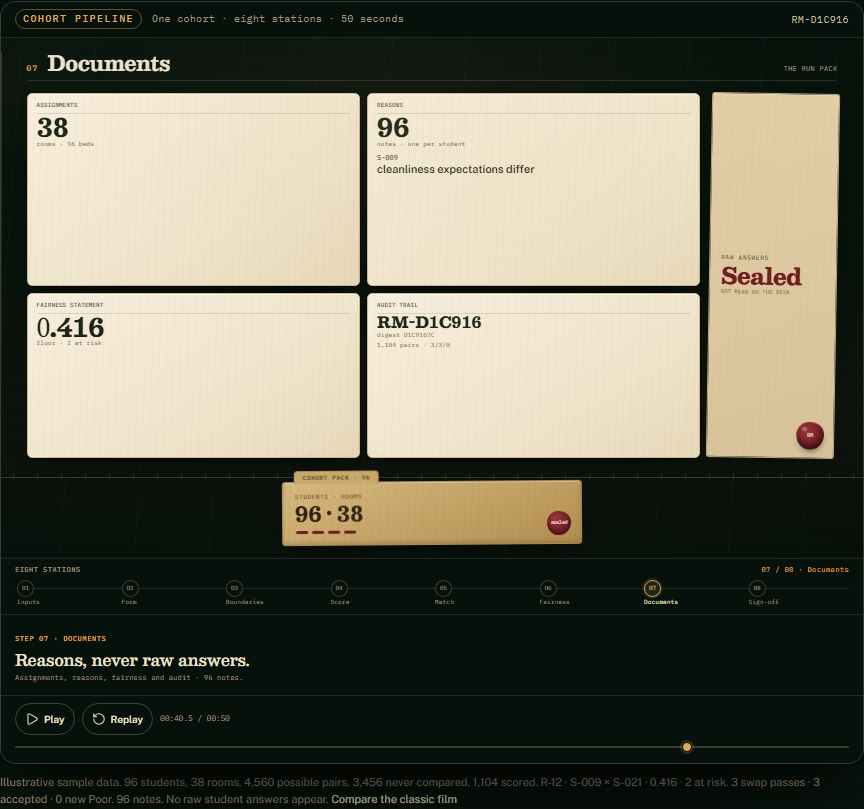 COHORT PIPELINE One cohort · eight stations · 50 seconds RM-D1C916
07 Documents THE RUN PACK
ASSIGNMENTS
38
rooms · 96 beds
REASONS
96
notes · one per student
S-009
cleanliness expectations differ
RAW ANSWERS
Sealed
NOT READ ON THE DESK
RM
FAIRNESS STATEMENT
0.416
floor · 2 at risk
AUDIT TRAIL
RM-D1C916
digest D1C9167C
1,104 pairs · 3/3/0
COHORT PACK · 96
STUDENTS · ROOMS
96 · 38
sealed
EIGHT STATIONS 07 / 08 · Documents
01 02 03 04 05 06 07 08
Inputs Form Boundaries Score Match Fairness Documents Sign-off
STEP 07 · DOCUMENTS
Reasons, never raw answers.
Assignments, reasons, fairness and audit · 96 notes.
Play Replay 00:40.5 / 00:50
Illustrative sample data. 96 students, 38 rooms, 4,560 possible pairs, 3,456 never compared, 1,104 scored. R-12 · S-009 × S-021 · 0.416 · 2 at risk. 3 swap passes · 3
accepted · 0 new Poor. 96 notes. No raw student answers appear. Compare the classic film